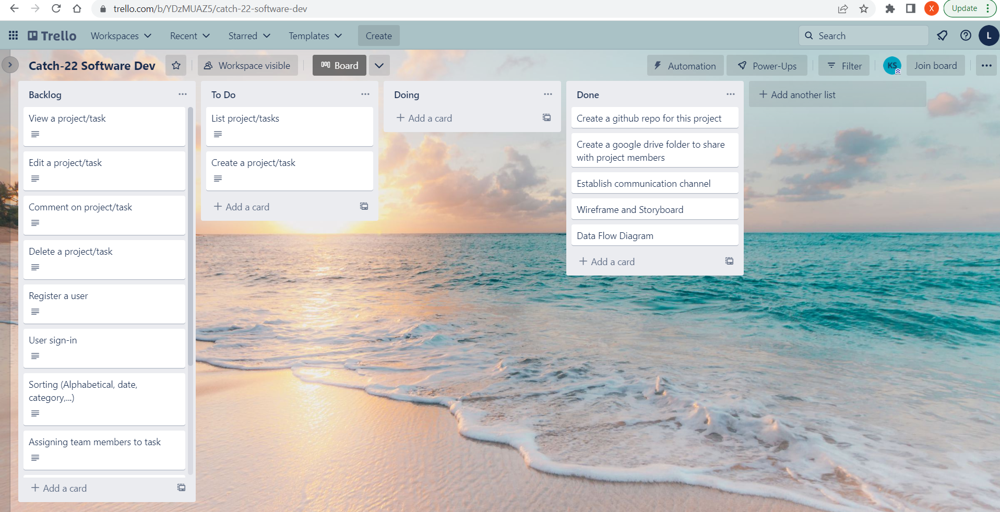 trello.com/b/YDzMUAZ5/catch-22-software-dev
X
Update
Trello
Workspaces
Recent
Starred
Templates
Create
Search
L
Catch-22 Software Dev
Workspace visible
Board
Automation
Power-Ups
Filter
KS
Join board
Backlog
View a project/task
Edit a project/task
Comment on project/task
Delete a project/task
Register a user
User sign-in
Sorting (Alphabetical, date,
category,...)
Assigning team members to task
+ Add a card
To Do
List project/tasks
Create a project/task
+ Add a card
Doing
+ Add a card
Done
Create a github repo for this project
Create a google drive folder to share
with project members
Establish communication channel
Wireframe and Storyboard
Data Flow Diagram
+ Add a card
+ Add another list